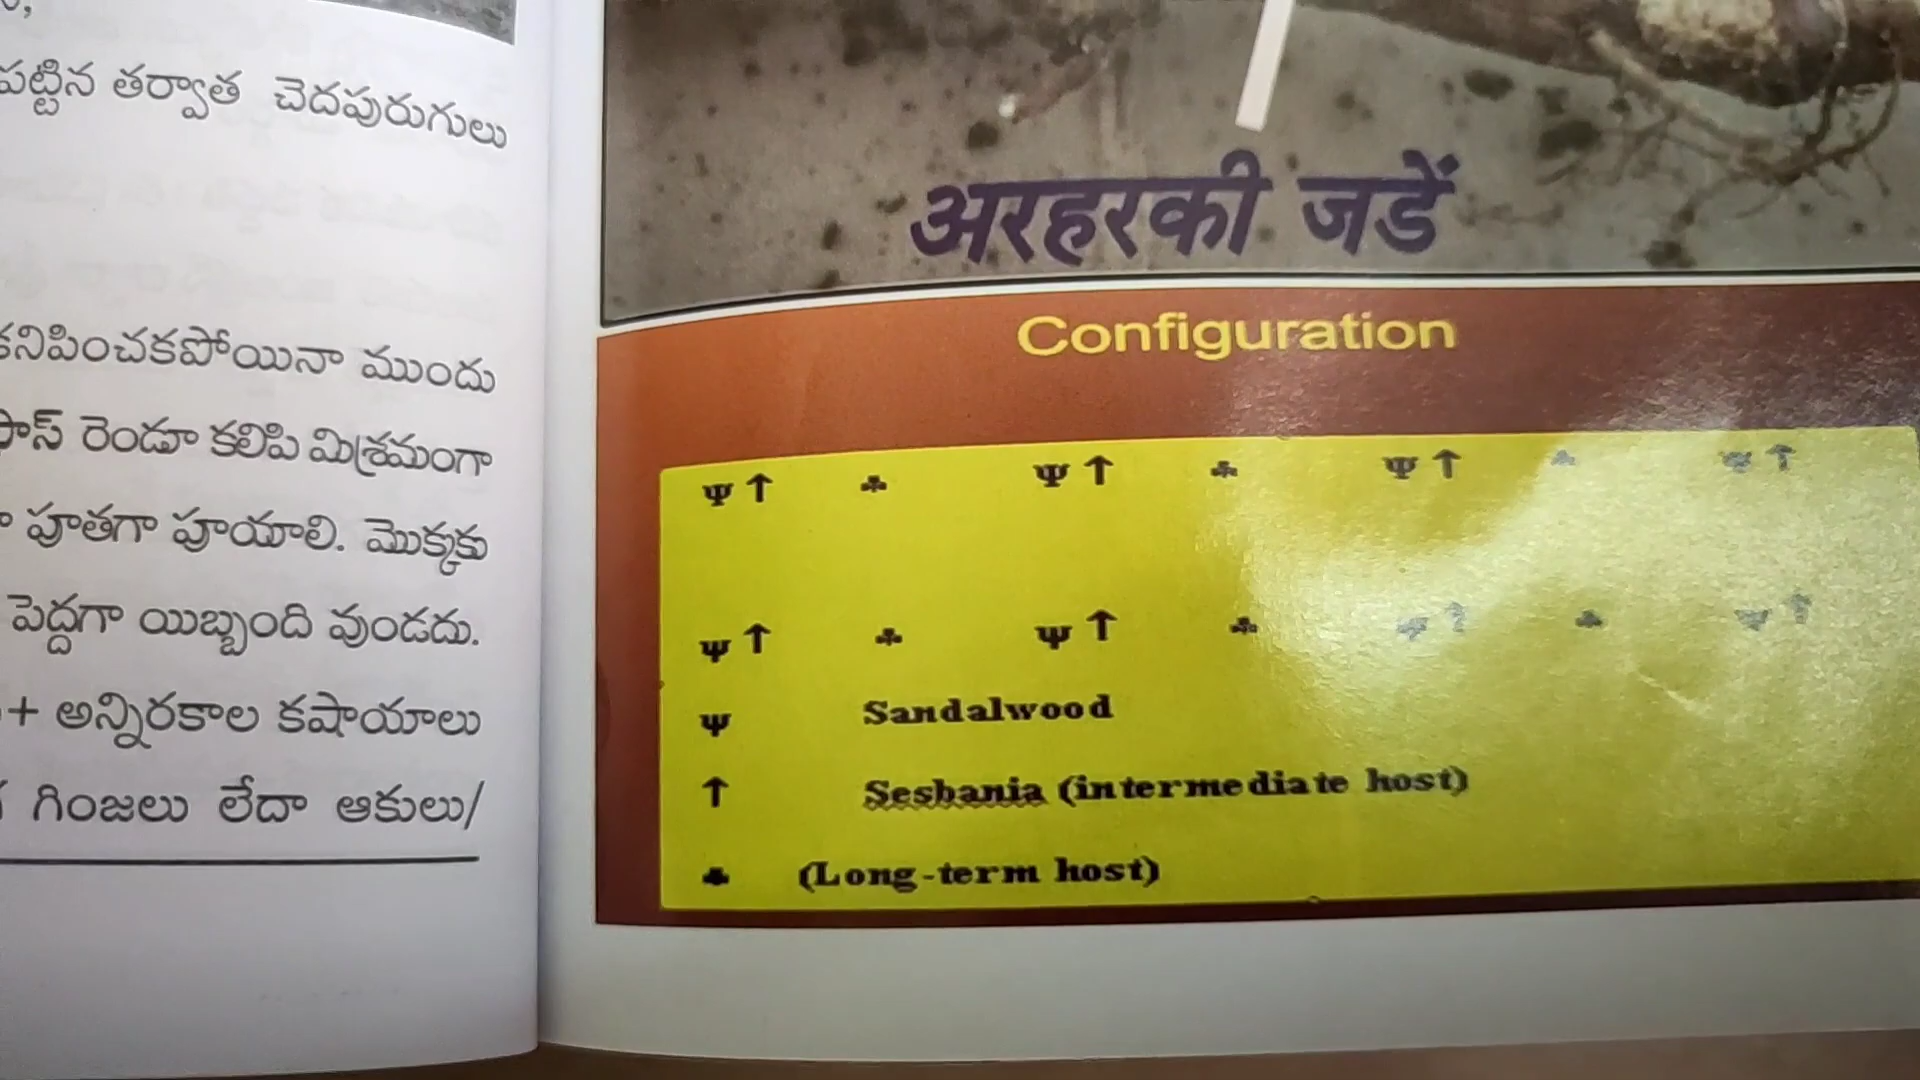 పట్టిన తర్వాత చెదపురుగులు
కనిపించకపోయినా ముందు
రెండూ కలిపి మిశ్రమంగా
పూతగా పూయాలి. మొక్కకు
పెద్దగా యిబ్బంది వుండదు.
+ అన్నిరకాల కషాయాలు
గింజలు లేదా ఆకులు/
अरहरकी जडें
Configuration
Ψ ↑ ♣ Ψ ↑ ♣ Ψ ↑ ♣ Ψ ↑
Ψ ↑ ♣ Ψ ↑ ♣ Ψ ↑ ♣ Ψ ↑
Ψ Sandalwood
↑ Sesbania (intermediate host)
♣ (Long-term host)